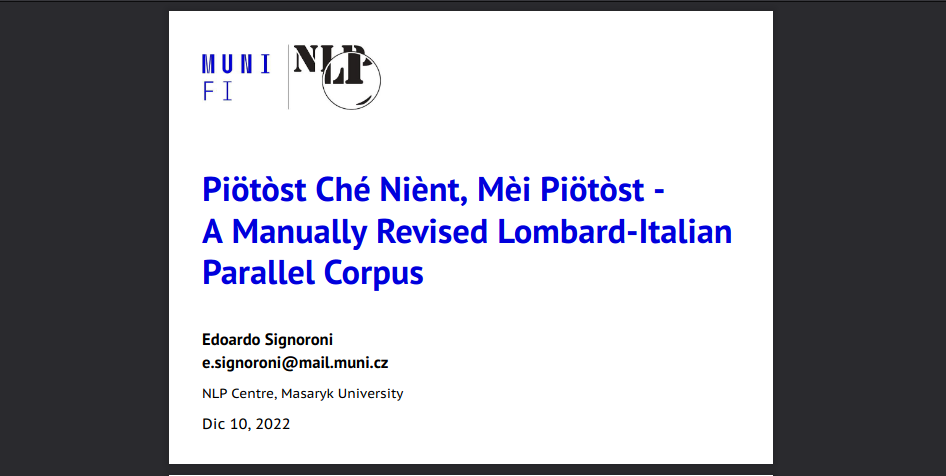 MUNI
FI
NLP
Piötòst Ché Niènt, Mèi Piötòst -
A Manually Revised Lombard-Italian
Parallel Corpus
Edoardo Signoroni
e.signoroni@mail.muni.cz
NLP Centre, Masaryk University
Dic 10, 2022